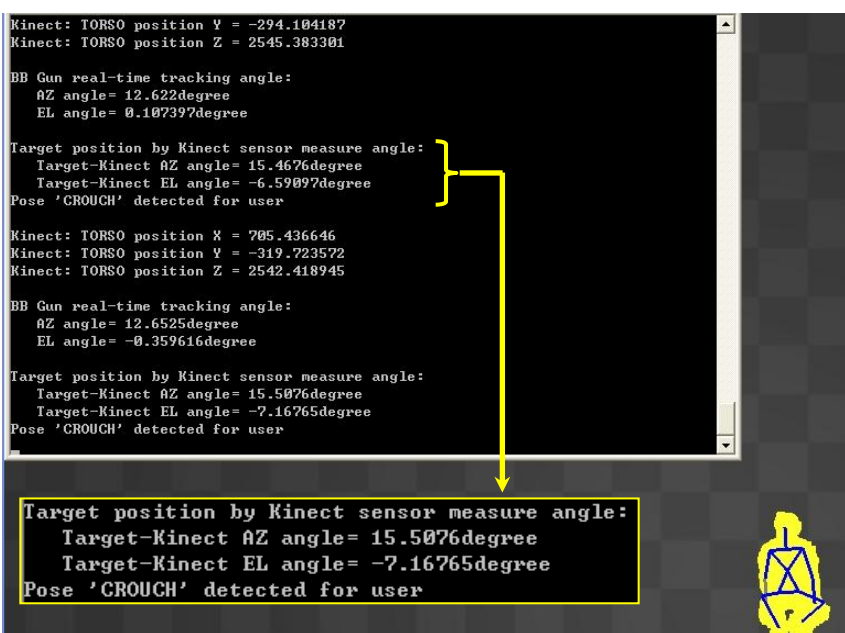 Kinect: TORSO position Y = -294.104187
Kinect: TORSO position Z = 2545.383301
BB Gun real-time tracking angle:
AZ angle= 12.622degree
EL angle= 0.107397degree
Target position by Kinect sensor measure angle:
Target-Kinect AZ angle= 15.4676degree
Target-Kinect EL angle= -6.59097degree
Pose 'CROUCH' detected for user
Kinect: TORSO position X = 705.436646
Kinect: TORSO position Y = -319.723572
Kinect: TORSO position Z = 2542.418945
BB Gun real-time tracking angle:
AZ angle= 12.6525degree
EL angle= -0.359616degree
Target position by Kinect sensor measure angle:
Target-Kinect AZ angle= 15.5076degree
Target-Kinect EL angle= -7.16765degree
Pose 'CROUCH' detected for user
Target position by Kinect sensor measure angle:
Target-Kinect AZ angle= 15.5076degree
Target-Kinect EL angle= -7.16765degree
Pose 'CROUCH' detected for user